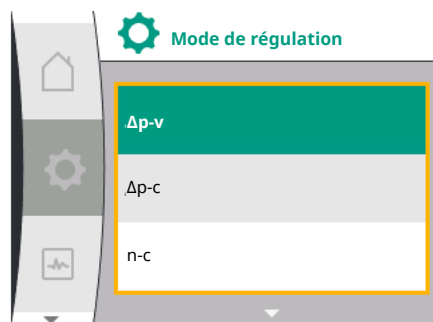 Mode de régulation
Δp-v
Δp-c
n-c